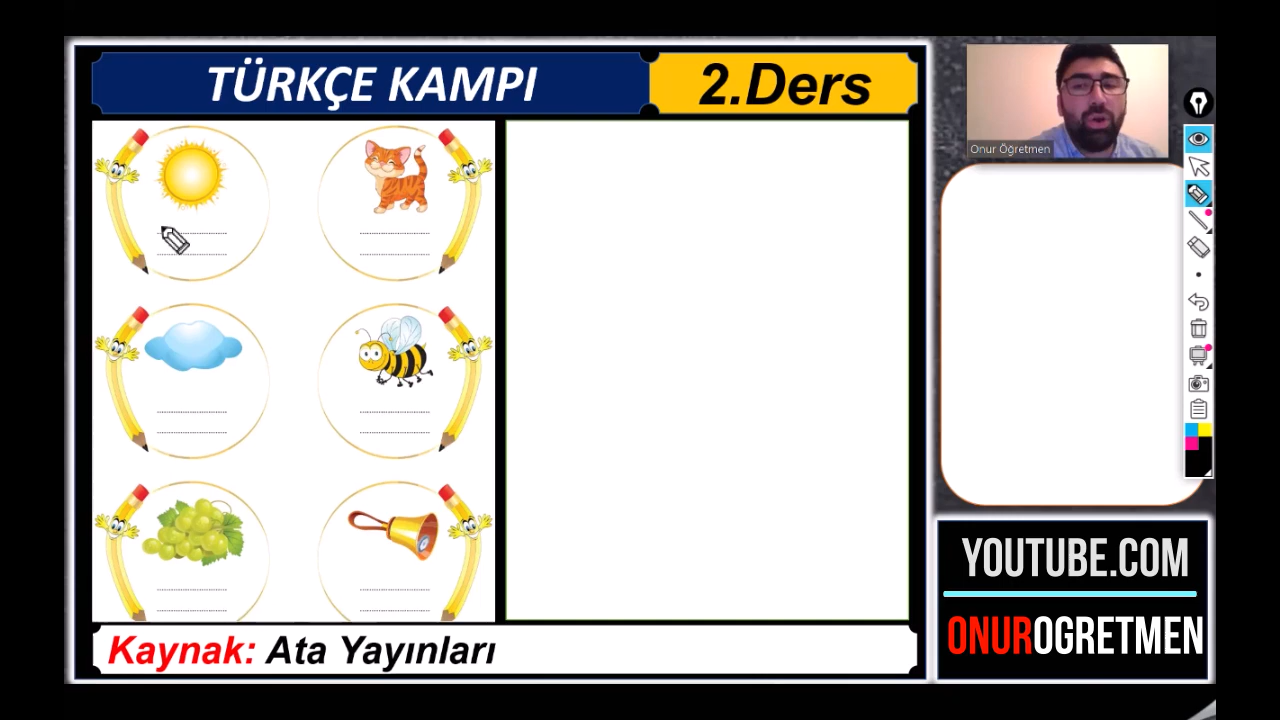 TÜRKÇE KAMPI
2.Ders
Onur Öğretmen
YOUTUBE.COM
ONUROGRETMEN
Kaynak: Ata Yayınları